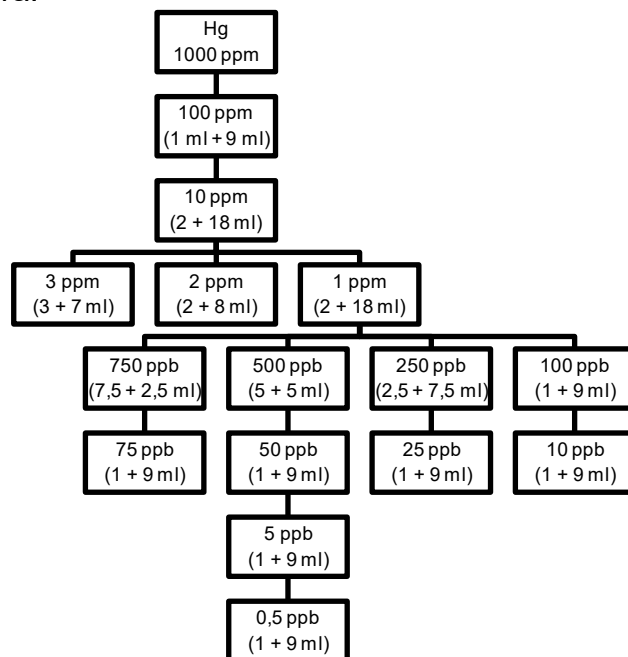 Hg
1000 ppm
100 ppm
(1 ml + 9 ml)
10 ppm
(2 + 18 ml)
3 ppm
(3 + 7 ml)
2 ppm
(2 + 8 ml)
1 ppm
(2 + 18 ml)
750 ppb
(7,5 + 2,5 ml)
500 ppb
(5 + 5 ml)
250 ppb
(2,5 + 7,5 ml)
100 ppb
(1 + 9 ml)
75 ppb
(1 + 9 ml)
50 ppb
(1 + 9 ml)
25 ppb
(1 + 9 ml)
10 ppb
(1 + 9 ml)
5 ppb
(1 + 9 ml)
0,5 ppb
(1 + 9 ml)